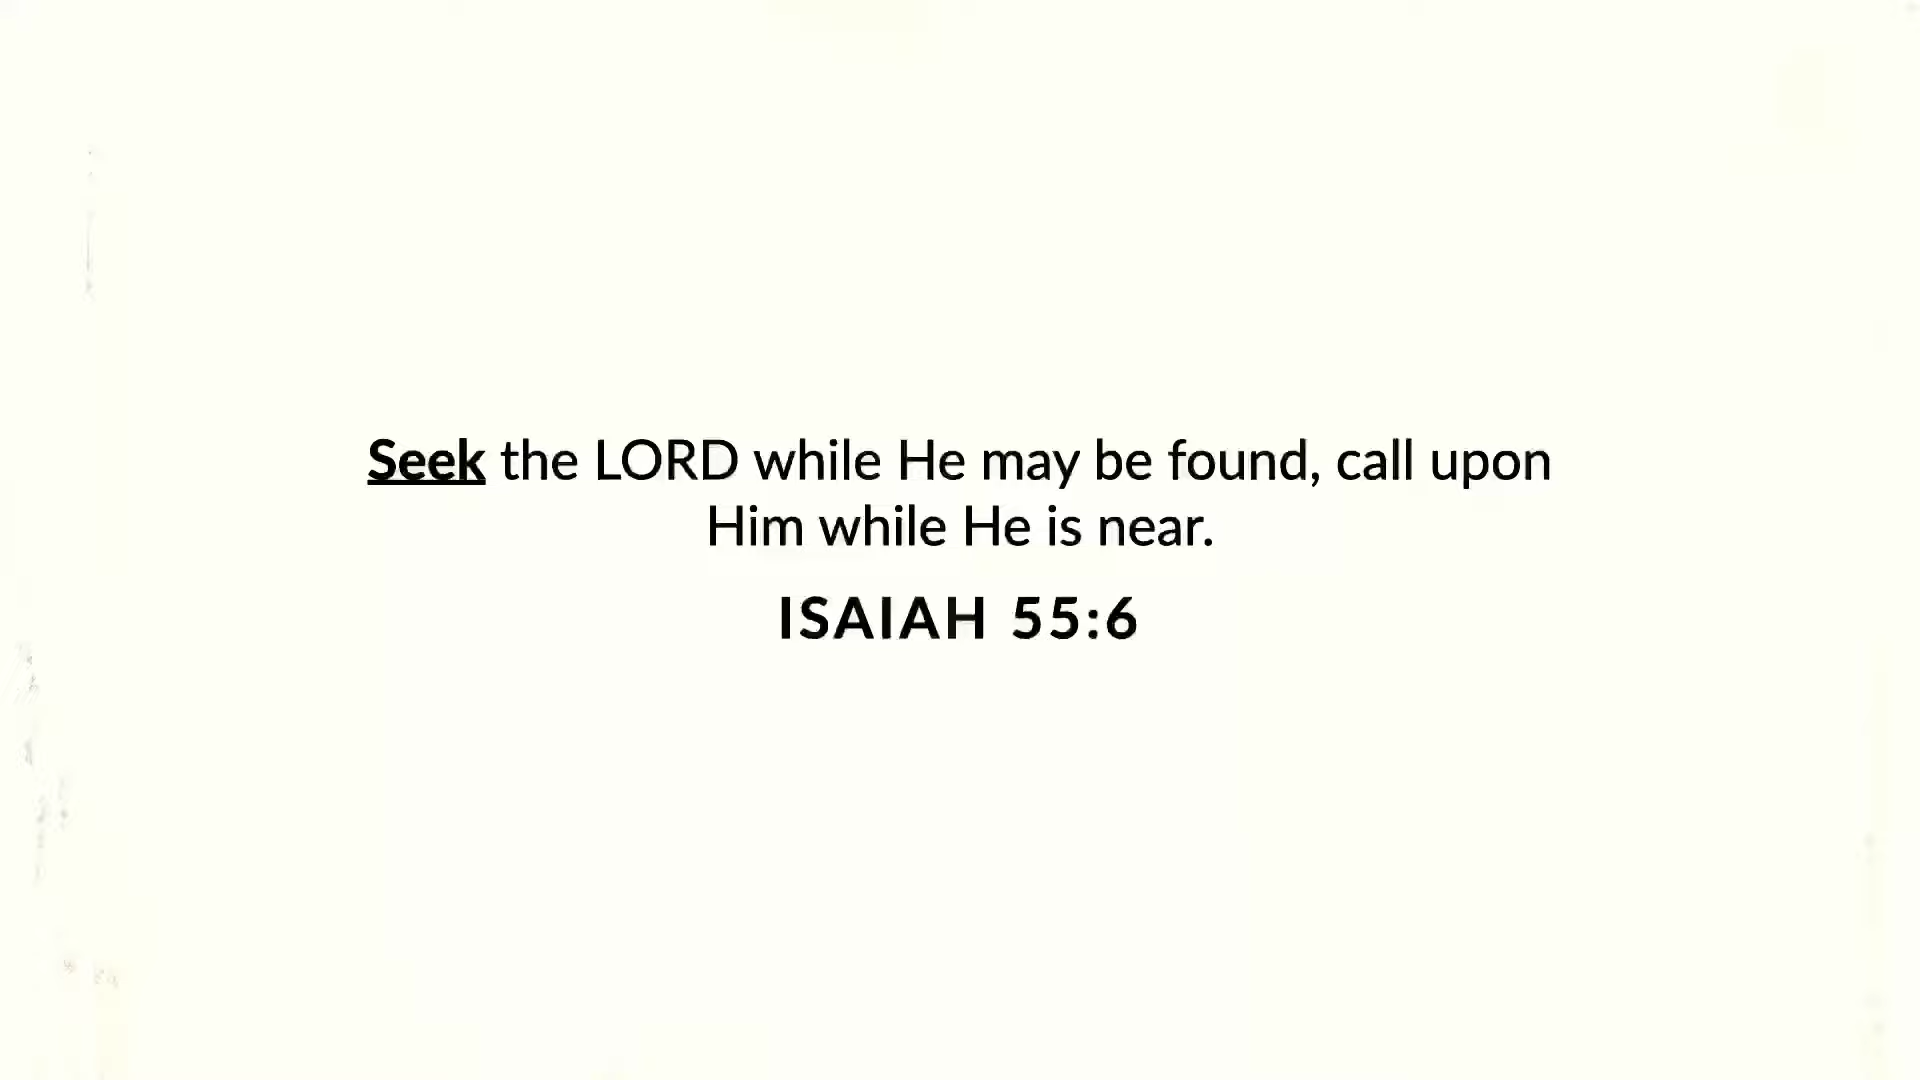 Seek the LORD while He may be found, call upon
Him while He is near.
ISAIAH 55:6